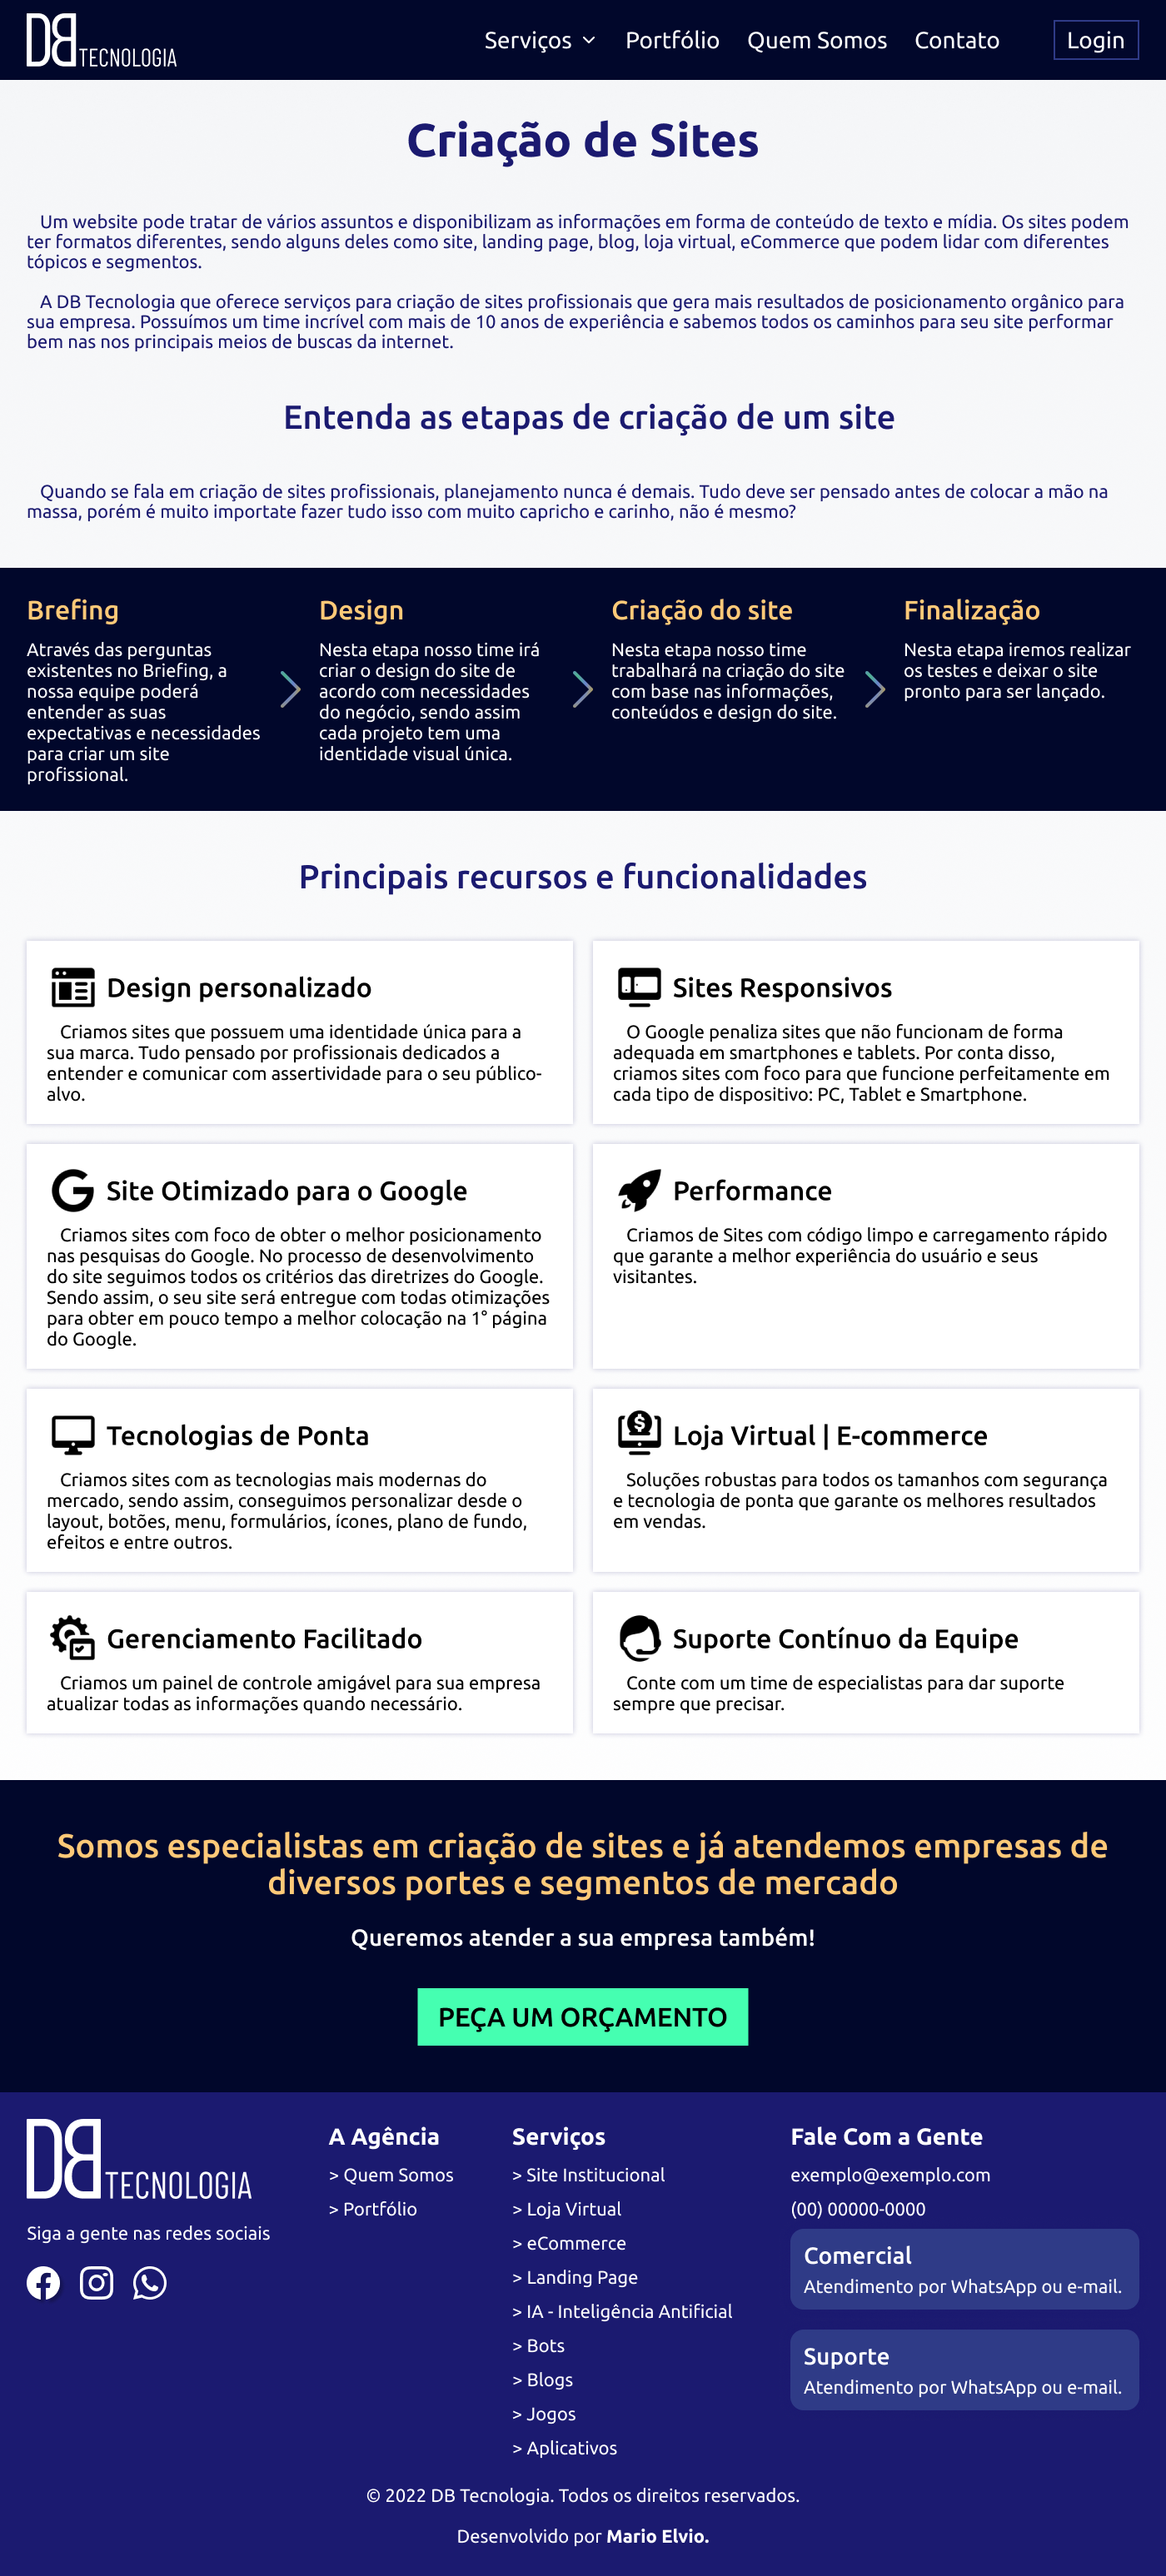 DB TECNOLOGIA
Serviços Portfólio Quem Somos Contato Login
Criação de Sites
Um website pode tratar de vários assuntos e disponibilizam as informações em forma de conteúdo de texto e mídia. Os sites podem
ter formatos diferentes, sendo alguns deles como site, landing page, blog, loja virtual, eCommerce que podem lidar com diferentes
tópicos e segmentos.
A DB Tecnologia que oferece serviços para criação de sites profissionais que gera mais resultados de posicionamento orgânico para
sua empresa. Possuímos um time incrível com mais de 10 anos de experiência e sabemos todos os caminhos para seu site performar
bem nas nos principais meios de buscas da internet.
Entenda as etapas de criação de um site
Quando se fala em criação de sites profissionais, planejamento nunca é demais. Tudo deve ser pensado antes de colocar a mão na
massa, porém é muito importate fazer tudo isso com muito capricho e carinho, não é mesmo?
Brefing
Através das perguntas
existentes no Briefing, a
nossa equipe poderá
entender as suas
expectativas e necessidades
para criar um site
profissional.
Design
Nesta etapa nosso time irá
criar o design do site de
acordo com necessidades
do negócio, sendo assim
cada projeto tem uma
identidade visual única.
Criação do site
Nesta etapa nosso time
trabalhará na criação do site
com base nas informações,
conteúdos e design do site.
Finalização
Nesta etapa iremos realizar
os testes e deixar o site
pronto para ser lançado.
Principais recursos e funcionalidades
Design personalizado
Criamos sites que possuem uma identidade única para a
sua marca. Tudo pensado por profissionais dedicados a
entender e comunicar com assertividade para o seu público-
alvo.
Sites Responsivos
O Google penaliza sites que não funcionam de forma
adequada em smartphones e tablets. Por conta disso,
criamos sites com foco para que funcione perfeitamente em
cada tipo de dispositivo: PC, Tablet e Smartphone.
Site Otimizado para o Google
Criamos sites com foco de obter o melhor posicionamento
nas pesquisas do Google. No processo de desenvolvimento
do site seguimos todos os critérios das diretrizes do Google.
Sendo assim, o seu site será entregue com todas otimizações
para obter em pouco tempo a melhor colocação na 1° página
do Google.
Performance
Criamos de Sites com código limpo e carregamento rápido
que garante a melhor experiência do usuário e seus
visitantes.
Tecnologias de Ponta
Criamos sites com as tecnologias mais modernas do
mercado, sendo assim, conseguimos personalizar desde o
layout, botões, menu, formulários, ícones, plano de fundo,
efeitos e entre outros.
Loja Virtual | E-commerce
Soluções robustas para todos os tamanhos com segurança
e tecnologia de ponta que garante os melhores resultados
em vendas.
Gerenciamento Facilitado
Criamos um painel de controle amigável para sua empresa
atualizar todas as informações quando necessário.
Suporte Contínuo da Equipe
Conte com um time de especialistas para dar suporte
sempre que precisar.
Somos especialistas em criação de sites e já atendemos empresas de
diversos portes e segmentos de mercado
Queremos atender a sua empresa também!
PEÇA UM ORÇAMENTO
DB TECNOLOGIA
Siga a gente nas redes sociais
A Agência
> Quem Somos
> Portfólio
Serviços
> Site Institucional
> Loja Virtual
> eCommerce
> Landing Page
> IA - Inteligência Antificial
> Bots
> Blogs
> Jogos
> Aplicativos
Fale Com a Gente
exemplo@exemplo.com
(00) 00000-0000
Comercial
Atendimento por WhatsApp ou e-mail.
Suporte
Atendimento por WhatsApp ou e-mail.
© 2022 DB Tecnologia. Todos os direitos reservados.
Desenvolvido por Mario Elvio.